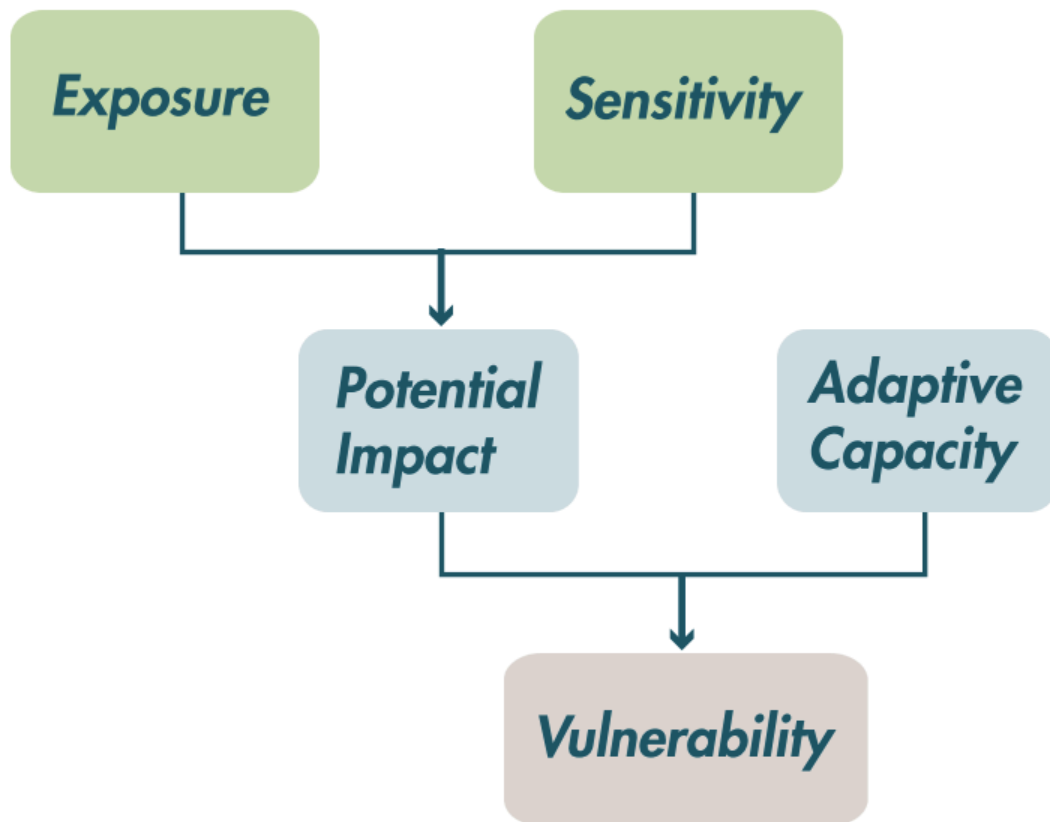 Exposure
Sensitivity
Potential
Impact
Adaptive
Capacity
Vulnerability